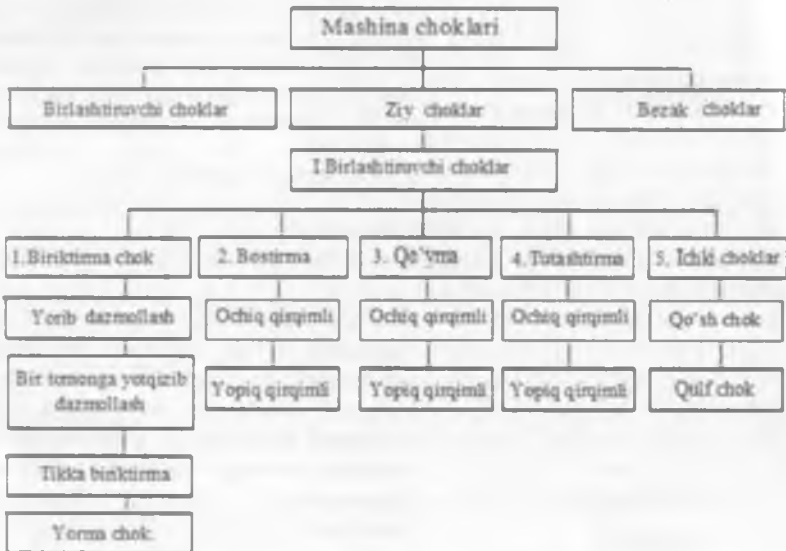 Mashina choklari
Birlashtiruvchi choklar
Ziy choklar
Bezak choklar
I Birlashtiruvchi choklar
1. Biriktirma chok
2. Bostirma
3. Qo'yma
4. Tutashtirma
5. Ichki choklar
Yorib dazmollash
Ochiq qirqimli
Ochiq qirqimli
Ochiq qirqimli
Qo'sh chok
Bir tomonga yotqizib
dazmollash
Yopiq qirqimli
Yopiq qirqimli
Yopiq qirqimli
Qulf chok
Tikka biriktirma
Yorma chok.